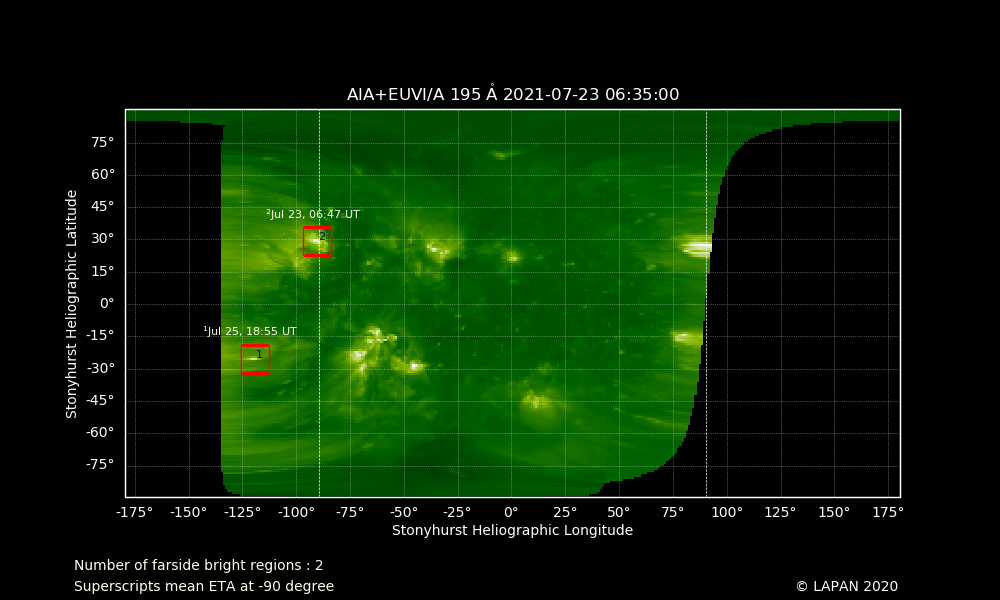 AIA+EUVI/A 195 Å 2021-07-23 06:35:00
Stonyhurst Heliographic Latitude
75°
60°
45°
30°
15°
0°
-15°
-30°
-45°
-60°
-75°
²Jul 23, 06:47 UT
2
¹Jul 25, 18:55 UT
1
-175° -150° -125° -100° -75° -50° -25° 0° 25° 50° 75° 100° 125° 150° 175°
Stonyhurst Heliographic Longitude
Number of farside bright regions : 2
Superscripts mean ETA at -90 degree
© LAPAN 2020